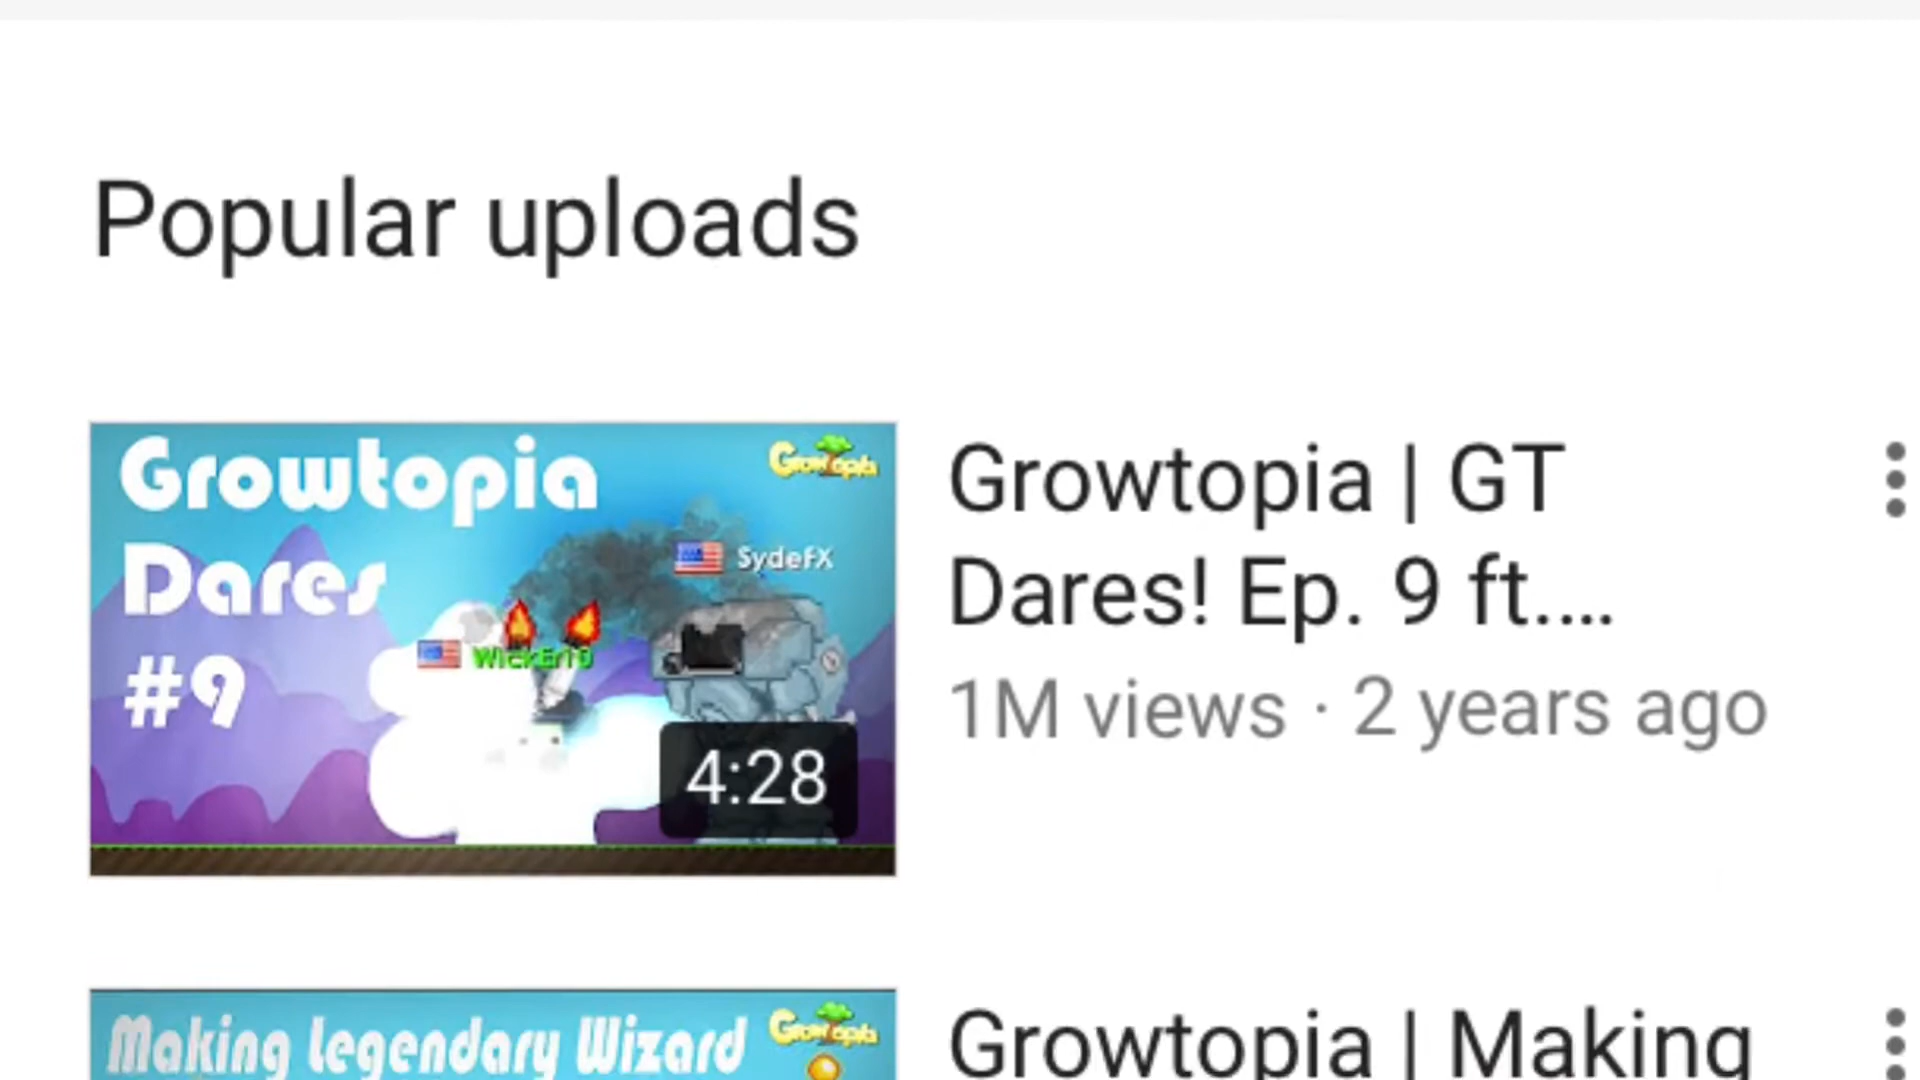 Popular uploads
Growtopia
Dares
#9
Growtopia
SydeFX
WickEr10
4:28
Growtopia | GT
Dares! Ep. 9 ft....
1M views · 2 years ago
Making Legendary Wizard
Growtopia
Growtopia | Making